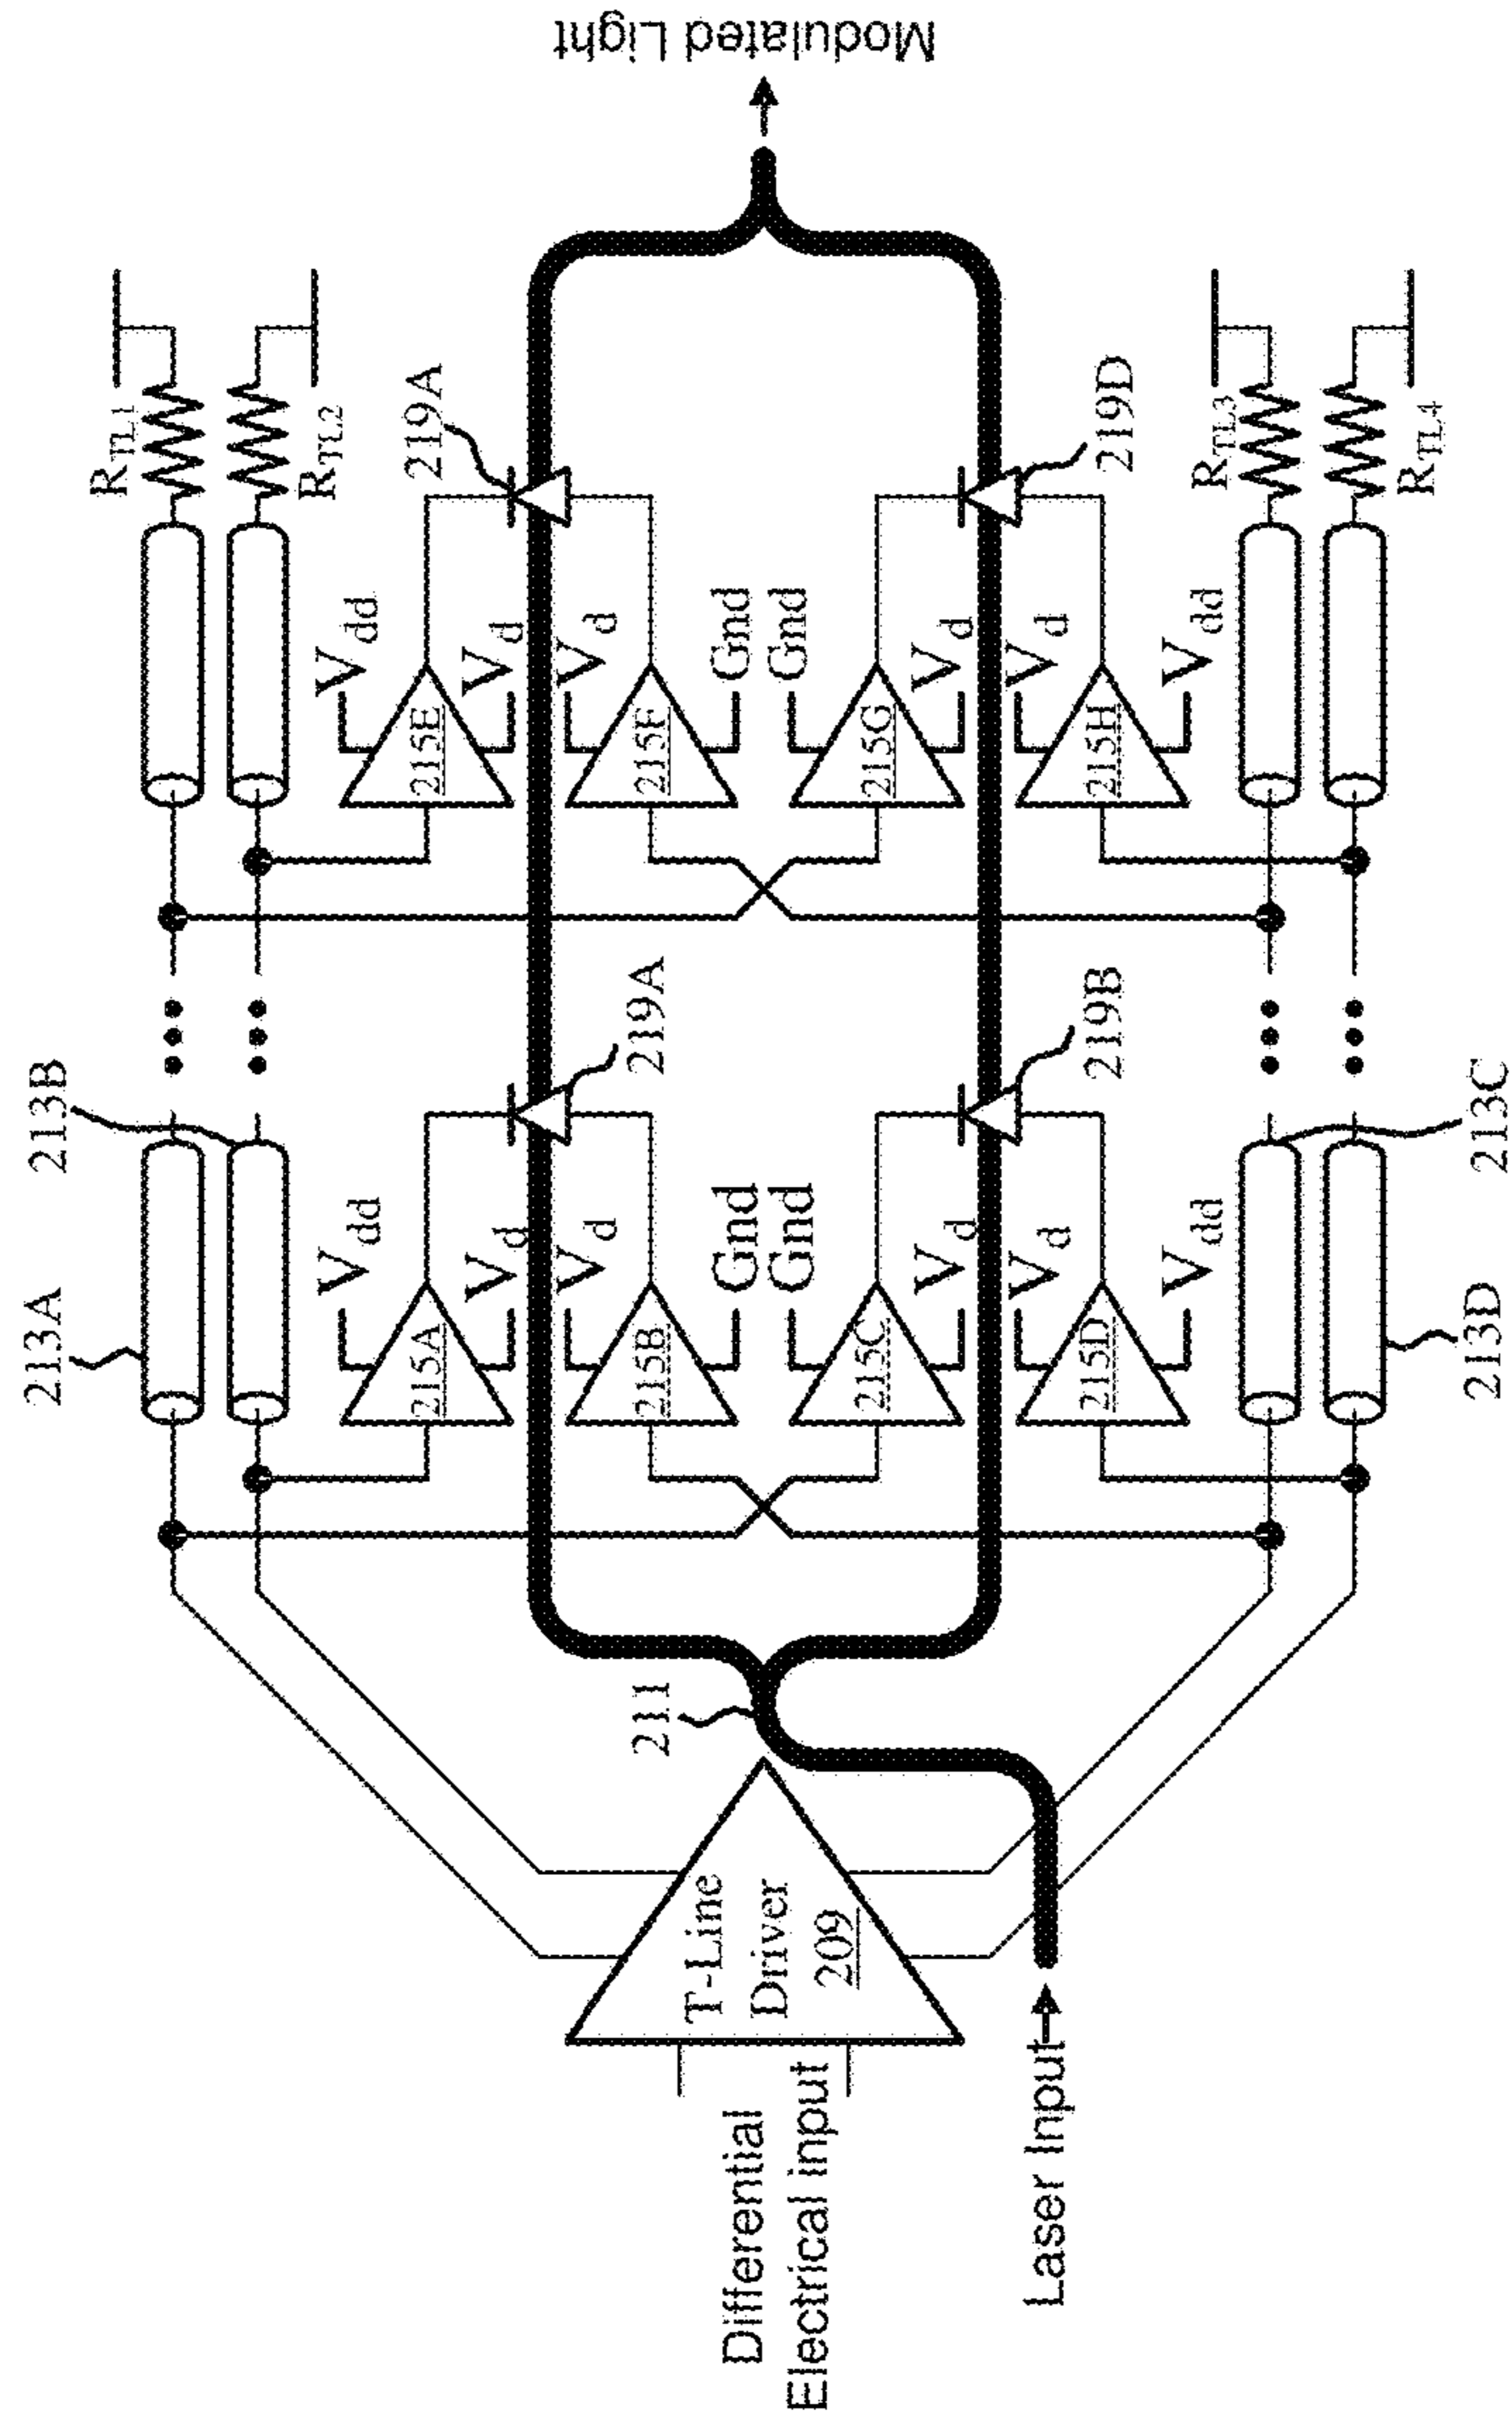 Modulated Light
R_TL1
R_TL2
219A
219D
R_TL3
R_TL4
V_dd
V_d
V_d
Gnd
Gnd
V_d
V_d
V_dd
215E
215F
215G
215H
213B
219A
219B
213C
213A
V_dd
V_d
V_d
Gnd
Gnd
V_d
V_d
V_dd
213D
215A
215B
215C
215D
211
T-Line
Driver
209
Differential
Electrical input
Laser Input